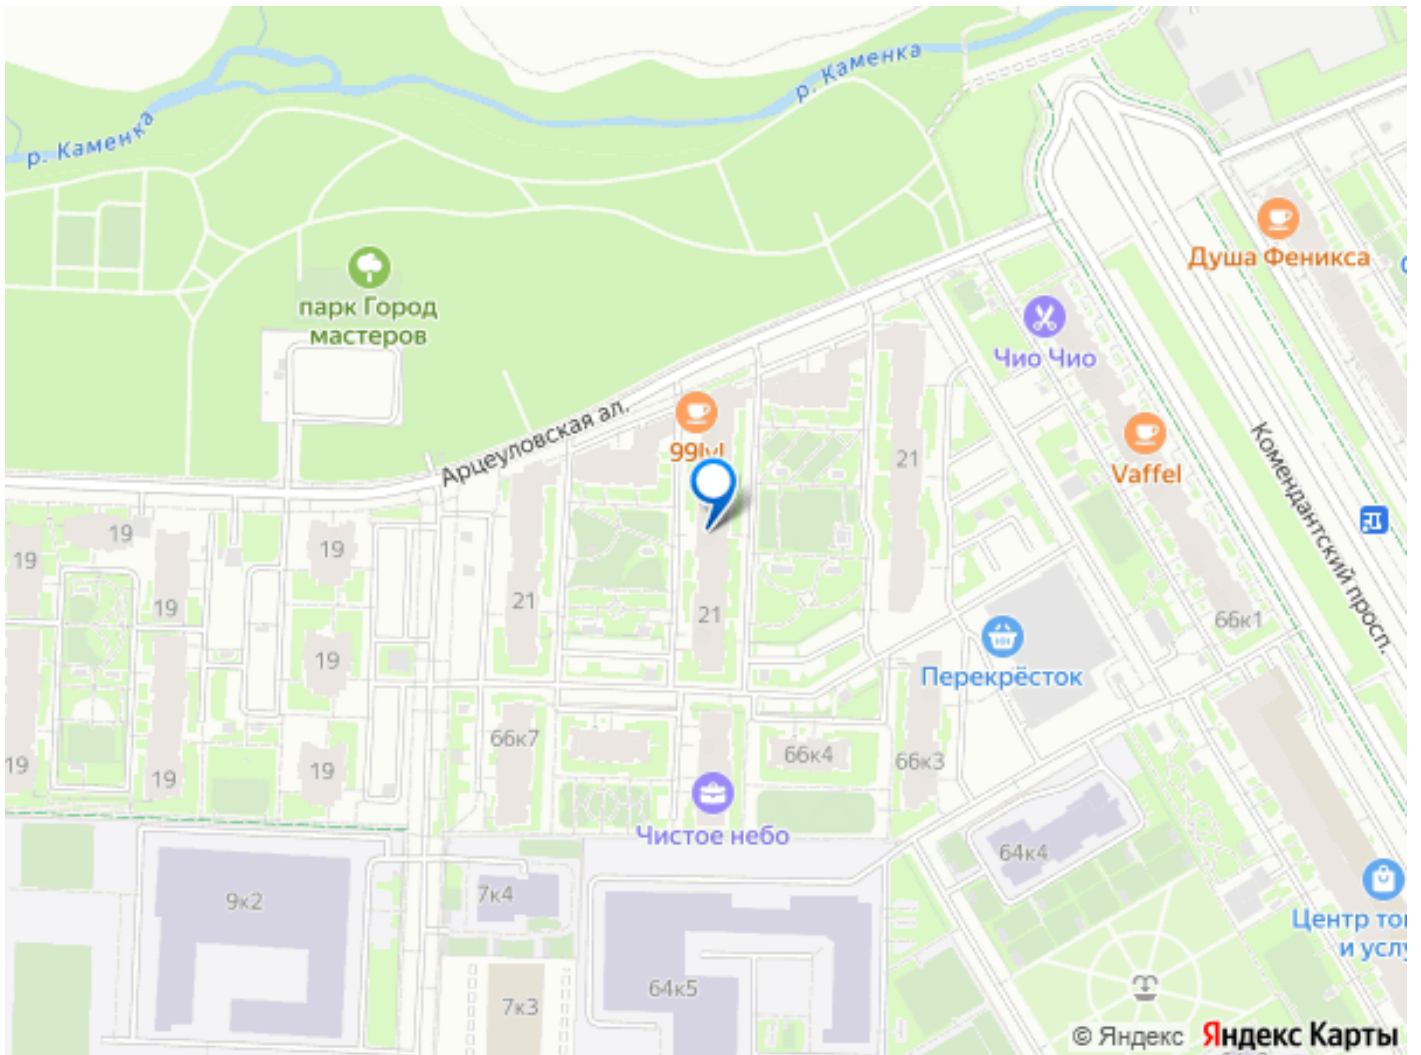 р. Каменка
р. Каменка
Душа Феникса
парк Город
мастеров
Чио Чио
Арцеуловская ал.
99lvl
21
Vaffel
Комендантский просп.
19
19
19
19
21
21
66к1
19
Перекрёсток
66к7
66к4
66к3
19
19
19
Чистое небо
64к4
9к2
7к4
Центр
и
64к5
7к3
© Яндекс Яндекс Карты